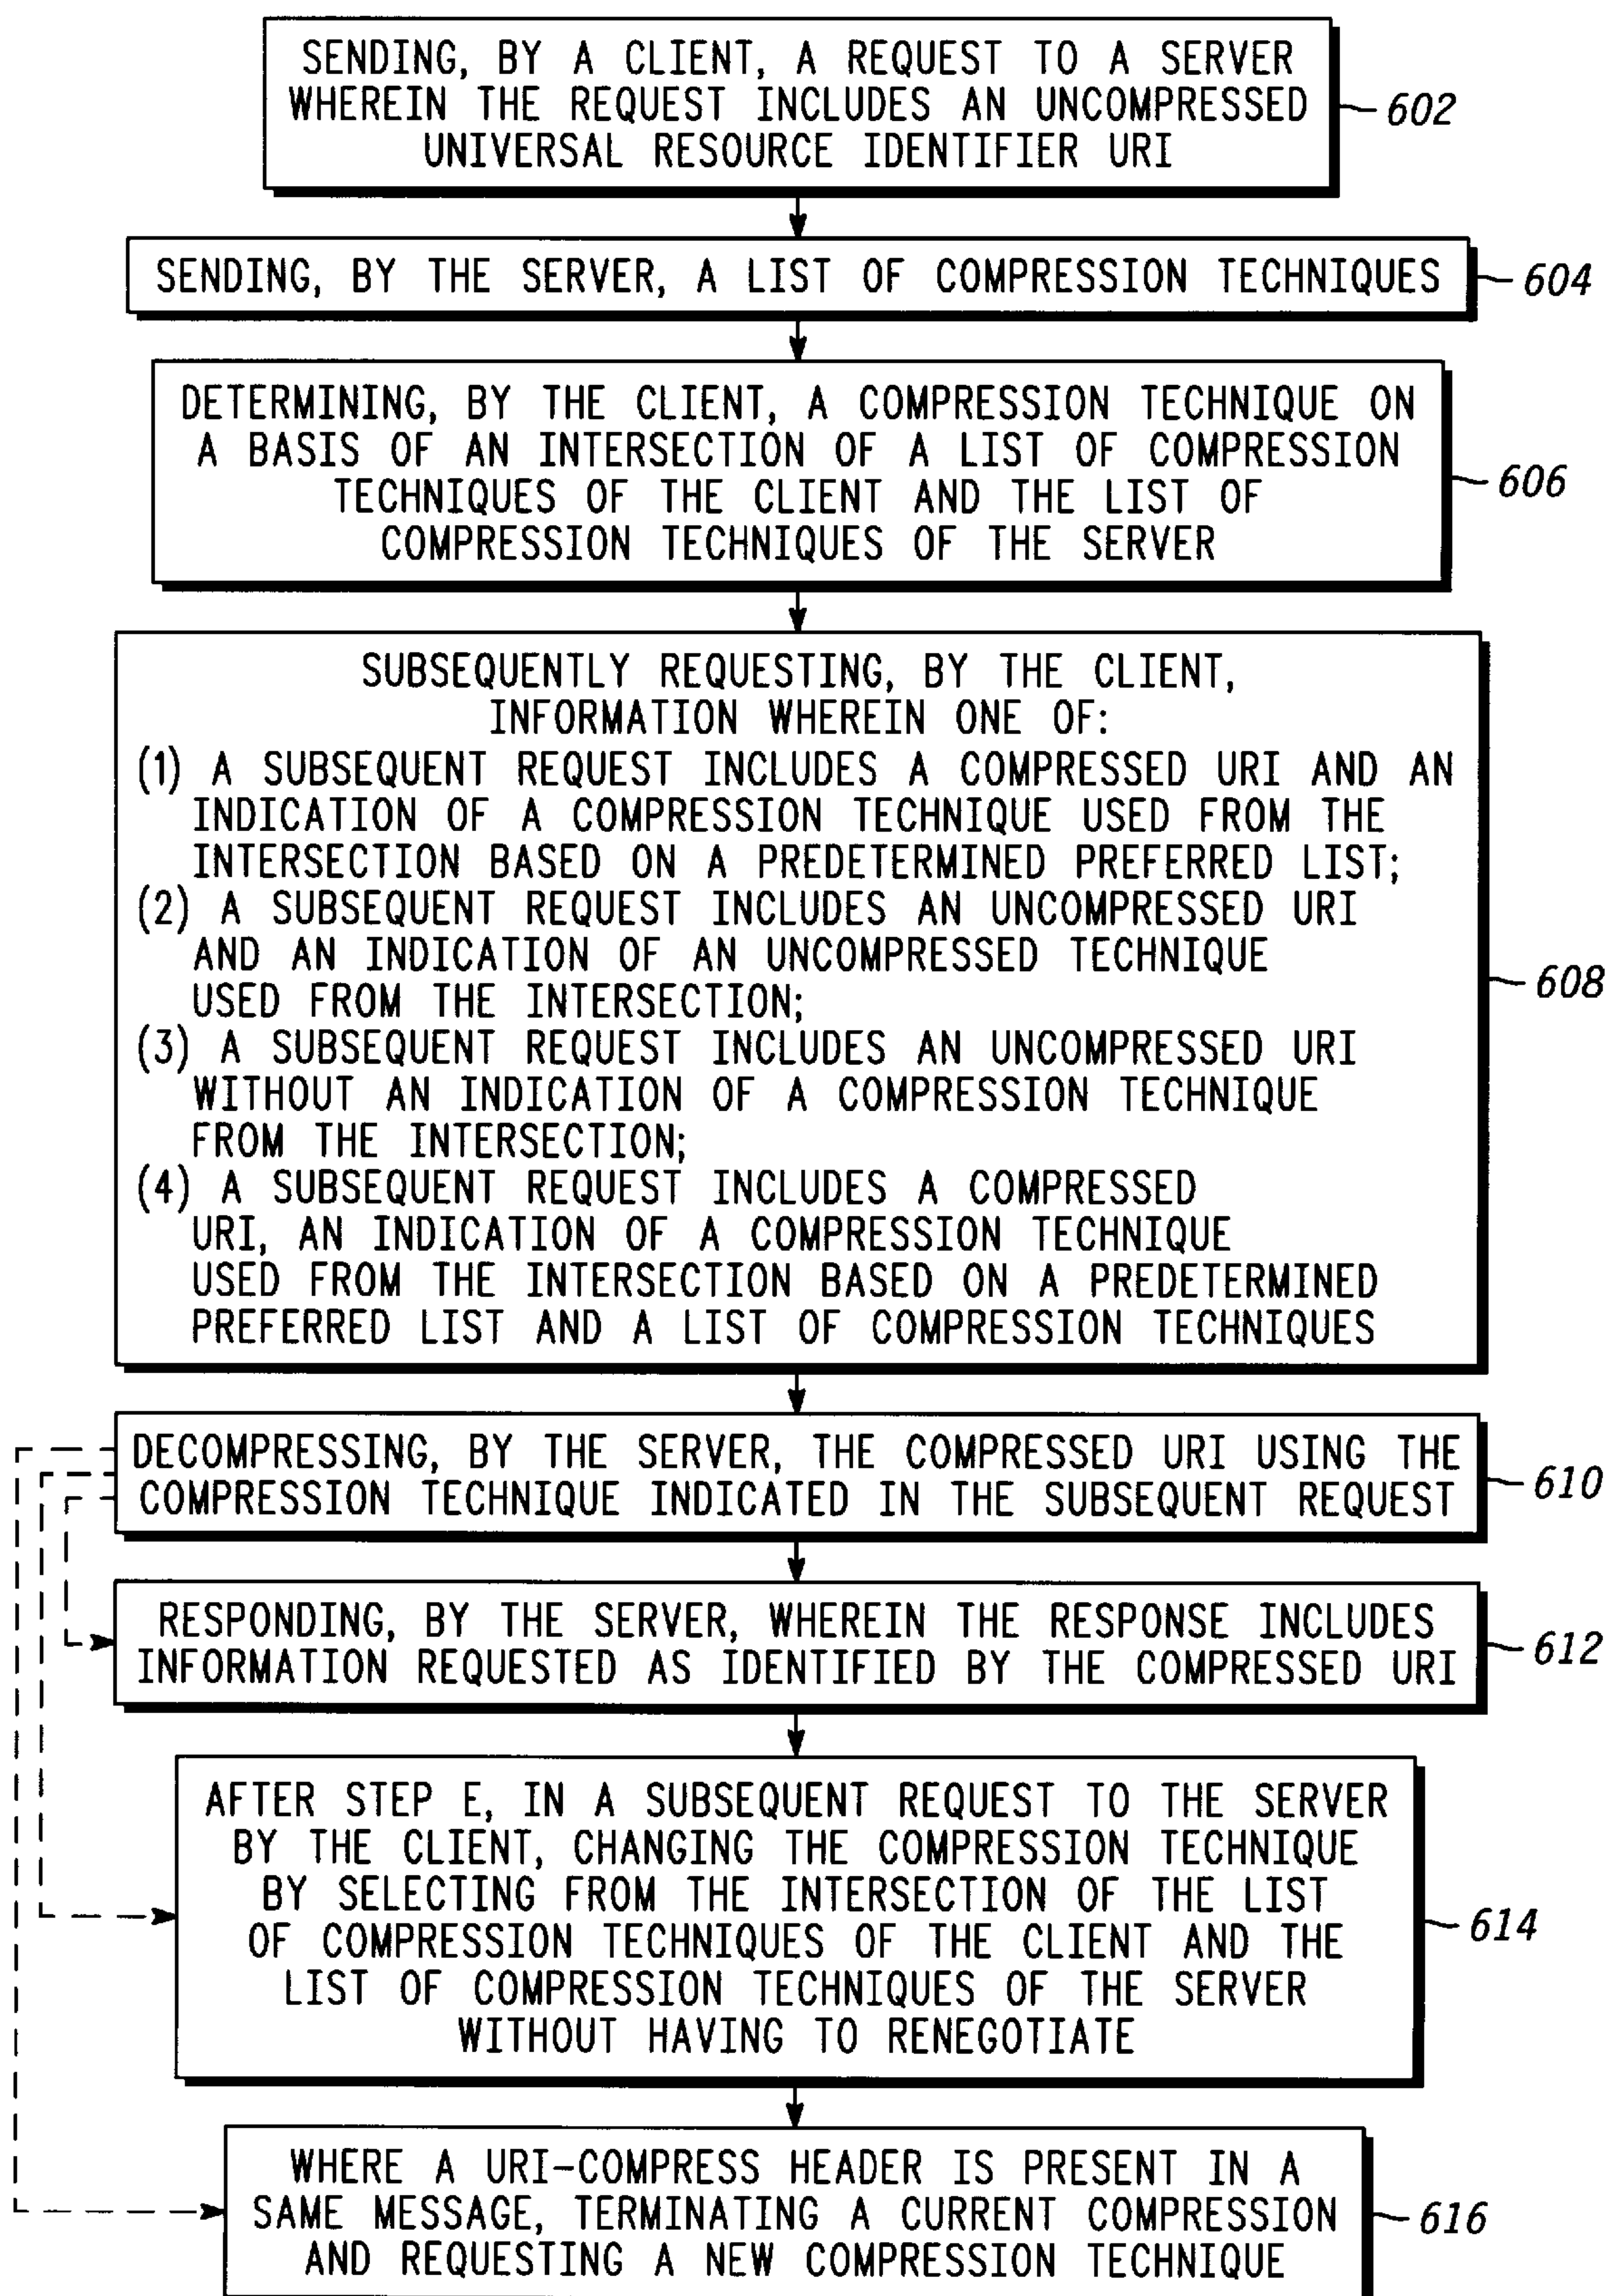 SENDING, BY A CLIENT, A REQUEST TO A SERVER
WHEREIN THE REQUEST INCLUDES AN UNCOMPRESSED
UNIVERSAL RESOURCE IDENTIFIER URI
602
SENDING, BY THE SERVER, A LIST OF COMPRESSION TECHNIQUES
604
DETERMINING, BY THE CLIENT, A COMPRESSION TECHNIQUE ON
A BASIS OF AN INTERSECTION OF A LIST OF COMPRESSION
TECHNIQUES OF THE CLIENT AND THE LIST OF
COMPRESSION TECHNIQUES OF THE SERVER
606
SUBSEQUENTLY REQUESTING, BY THE CLIENT,
INFORMATION WHEREIN ONE OF:
(1) A SUBSEQUENT REQUEST INCLUDES A COMPRESSED URI AND AN
INDICATION OF A COMPRESSION TECHNIQUE USED FROM THE
INTERSECTION BASED ON A PREDETERMINED PREFERRED LIST;
(2) A SUBSEQUENT REQUEST INCLUDES AN UNCOMPRESSED URI
AND AN INDICATION OF AN UNCOMPRESSED TECHNIQUE
USED FROM THE INTERSECTION;
(3) A SUBSEQUENT REQUEST INCLUDES AN UNCOMPRESSED URI
WITHOUT AN INDICATION OF A COMPRESSION TECHNIQUE
FROM THE INTERSECTION;
(4) A SUBSEQUENT REQUEST INCLUDES A COMPRESSED
URI, AN INDICATION OF A COMPRESSION TECHNIQUE
USED FROM THE INTERSECTION BASED ON A PREDETERMINED
PREFERRED LIST AND A LIST OF COMPRESSION TECHNIQUES
608
DECOMPRESSING, BY THE SERVER, THE COMPRESSED URI USING THE
COMPRESSION TECHNIQUE INDICATED IN THE SUBSEQUENT REQUEST
610
RESPONDING, BY THE SERVER, WHEREIN THE RESPONSE INCLUDES
INFORMATION REQUESTED AS IDENTIFIED BY THE COMPRESSED URI
612
AFTER STEP E, IN A SUBSEQUENT REQUEST TO THE SERVER
BY THE CLIENT, CHANGING THE COMPRESSION TECHNIQUE
BY SELECTING FROM THE INTERSECTION OF THE LIST
OF COMPRESSION TECHNIQUES OF THE CLIENT AND THE
LIST OF COMPRESSION TECHNIQUES OF THE SERVER
WITHOUT HAVING TO RENEGOTIATE
614
WHERE A URI-COMPRESS HEADER IS PRESENT IN A
SAME MESSAGE, TERMINATING A CURRENT COMPRESSION
AND REQUESTING A NEW COMPRESSION TECHNIQUE
616